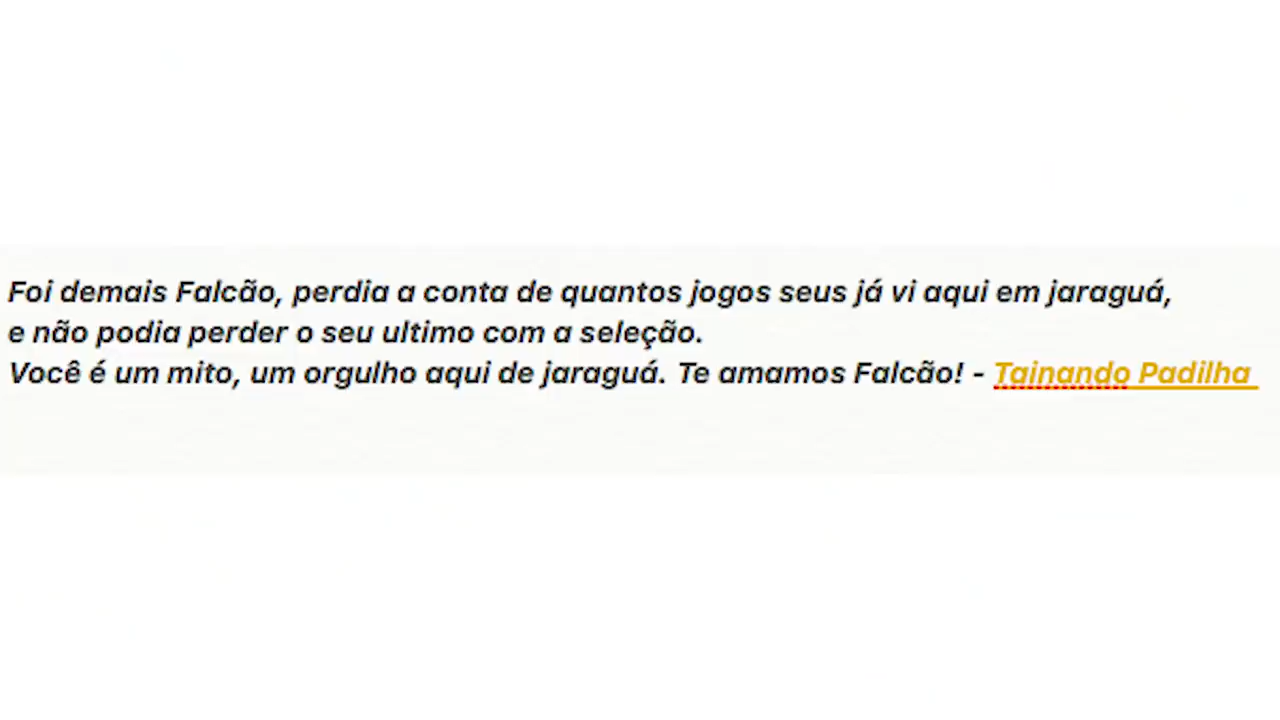 Foi demais Falcão, perdia a conta de quantos jogos seus já vi aqui em jaraguá,
e não podia perder o seu ultimo com a seleção.
Você é um mito, um orgulho aqui de jaraguá. Te amamos Falcão! - Tainando Padilha